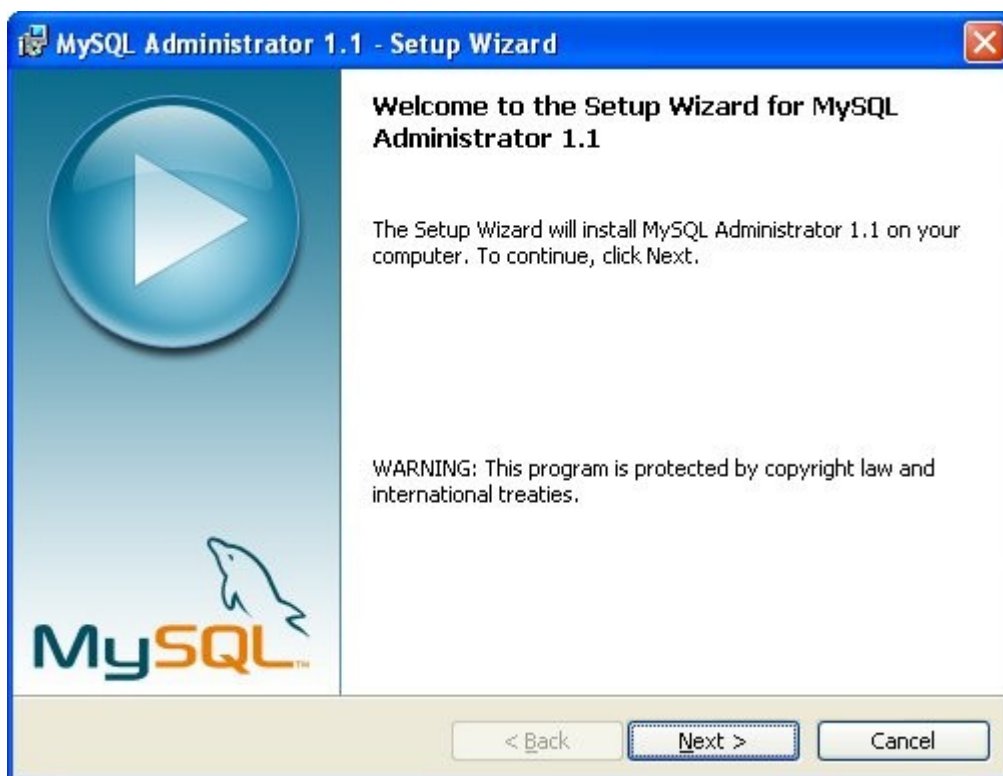 MySQL Administrator 1.1 - Setup Wizard
Welcome to the Setup Wizard for MySQL
Administrator 1.1
The Setup Wizard will install MySQL Administrator 1.1 on your
computer. To continue, click Next.
WARNING: This program is protected by copyright law and
international treaties.
MySQL™
< Back
Next >
Cancel